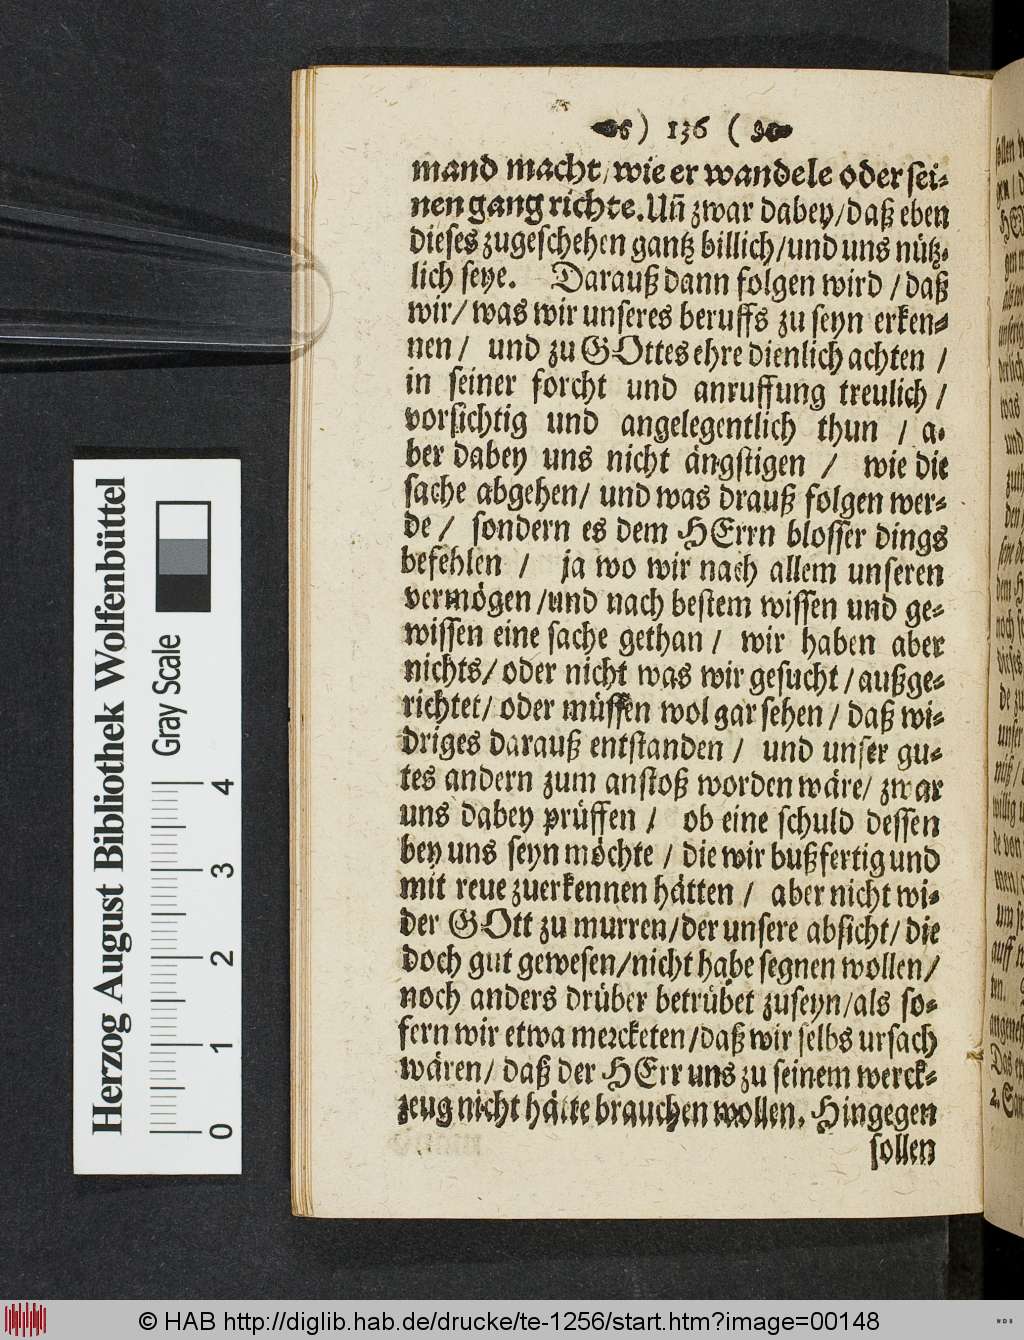 ) 136 (
mand macht/wie er wandele oder sei-
nen gang richte. Uñ zwar dabey/daß eben
dieses zugeschehen gantz billich/und uns nütz-
lich seye. Darauß dann folgen wird/daß
wir/was wir unseres beruffs zu seyn erken-
nen/ und zu GOttes ehre dienlich achten/
in seiner forcht und anruffung treulich/
vorsichtig und angelegentlich thun/ a-
ber dabey uns nicht ängstigen/ wie die
sache abgehen/ und was drauß folgen wer-
de/ sondern es dem HErrn blosser dings
befehlen/ ja wo wir nach allem unseren
vermögen/und nach bestem wissen und ge-
wissen eine sache gethan/ wir haben aber
nichts/oder nicht was wir gesucht/außge-
richtet/oder müssen wol gar sehen/daß wi-
driges darauß entstanden/ und unser gu-
tes andern zum anstoß worden wäre/ zwar
uns dabey prüffen/ ob eine schuld dessen
bey uns seyn möchte/die wir bußfertig und
mit reue zuerkennen hätten/ aber nicht wi-
der GOtt zu murren/der unsere absicht/die
doch gut gewesen/nicht habe segnen wollen/
noch anders drüber betrübet zuseyn/als so-
fern wir etwa mercketen/daß wir selbs ursach
wären/daß der HErr uns zu seinem werck-
zeug nicht hätte brauchen wollen. Hingegen
sollen
Herzog August Bibliothek Wolfenbüttel
Gray Scale
0 1 2 3 4
© HAB http://diglib.hab.de/drucke/te-1256/start.htm?image=00148